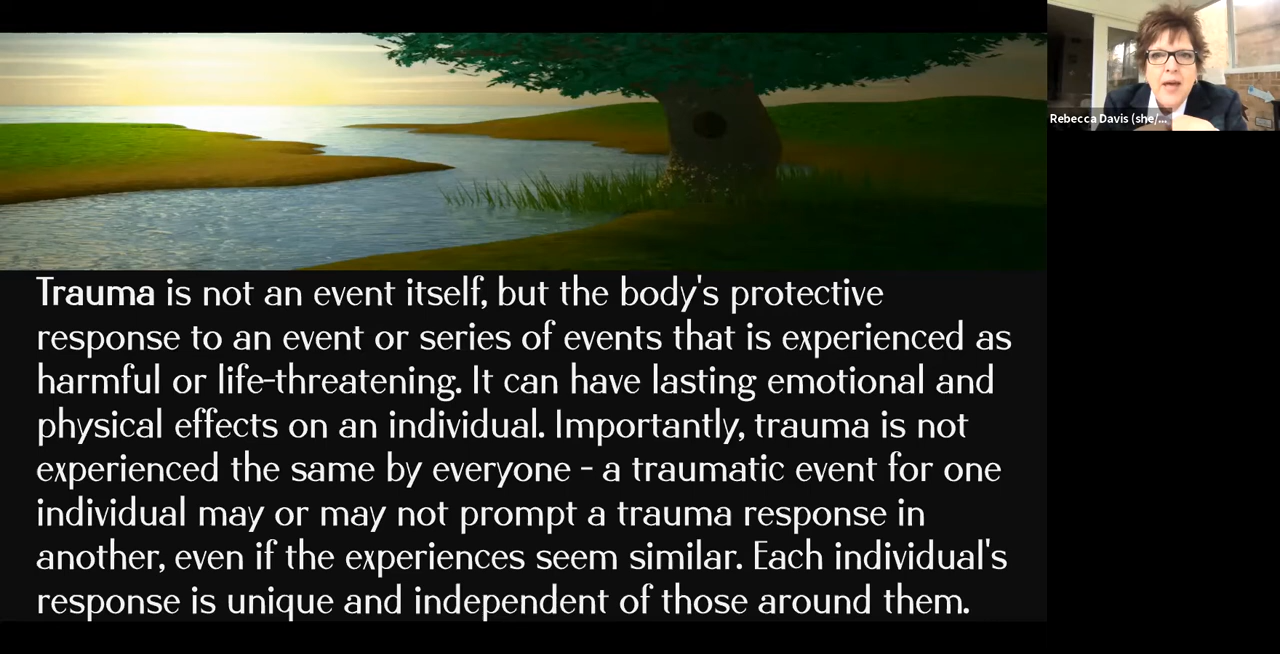 Trauma is not an event itself, but the body's protective
response to an event or series of events that is experienced as
harmful or life-threatening. It can have lasting emotional and
physical effects on an individual. Importantly, trauma is not
experienced the same by everyone - a traumatic event for one
individual may or may not prompt a trauma response in
another, even if the experiences seem similar. Each individual's
response is unique and independent of those around them.
Rebecca Davis (she/...